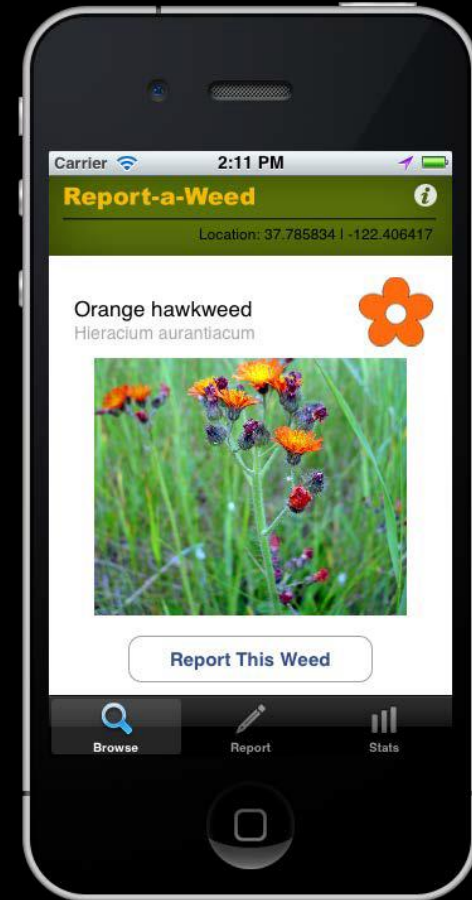 Carrier 2:11 PM
Report-a-Weed
i
Location: 37.785834 | -122.406417
Orange hawkweed
Hieracium aurantiacum
Report This Weed
Browse Report Stats